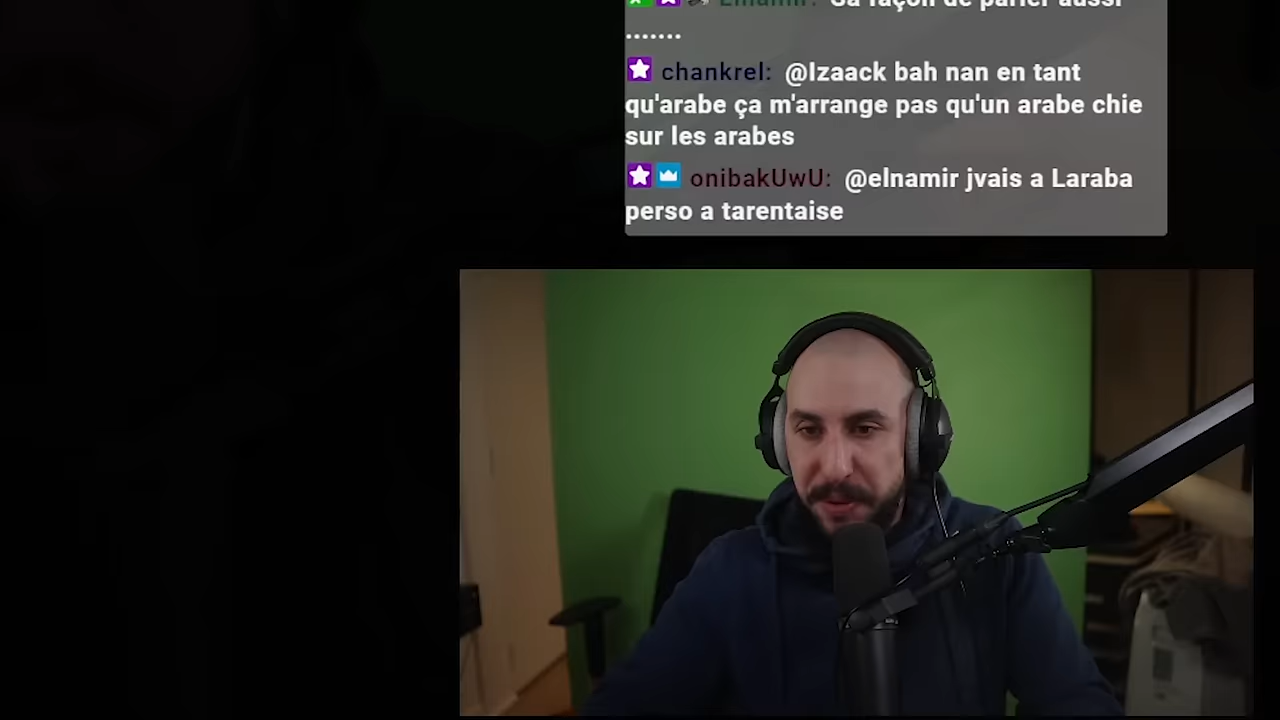 Elnamir: Sa façon de parler aussi
.......
chankrel: @Izaack bah nan en tant
qu'arabe ça m'arrange pas qu'un arabe chie
sur les arabes
onibakUwU: @elnamir jvais a Laraba
perso a tarentaise